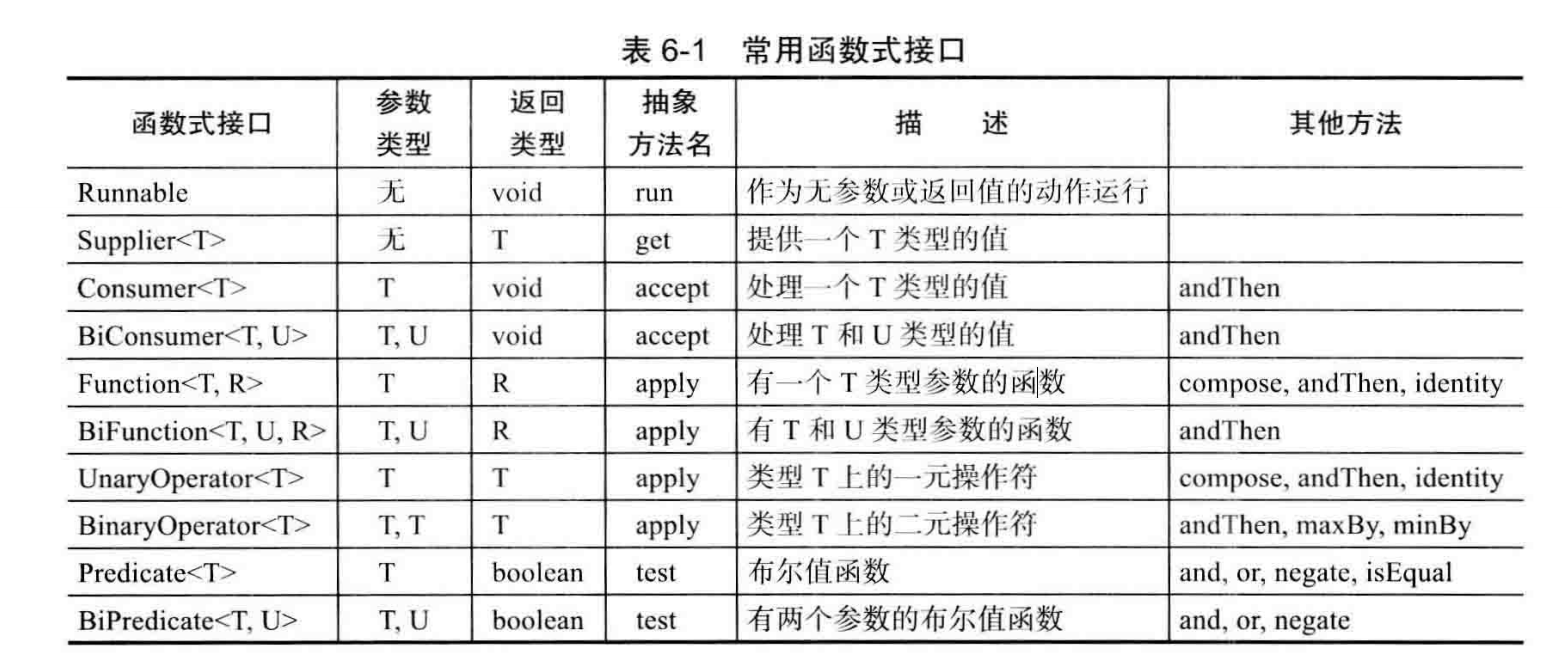 表 6-1 常用函数式接口
函数式接口 参数类型 返回类型 抽象方法名 描 述 其他方法
Runnable 无 void run 作为无参数或返回值的动作运行
Supplier<T> 无 T get 提供一个 T 类型的值
Consumer<T> T void accept 处理一个 T 类型的值 andThen
BiConsumer<T, U> T, U void accept 处理 T 和 U 类型的值 andThen
Function<T, R> T R apply 有一个 T 类型参数的函数 compose, andThen, identity
BiFunction<T, U, R> T, U R apply 有 T 和 U 类型参数的函数 andThen
UnaryOperator<T> T T apply 类型 T 上的一元操作符 compose, andThen, identity
BinaryOperator<T> T, T T apply 类型 T 上的二元操作符 andThen, maxBy, minBy
Predicate<T> T boolean test 布尔值函数 and, or, negate, isEqual
BiPredicate<T, U> T, U boolean test 有两个参数的布尔值函数 and, or, negate